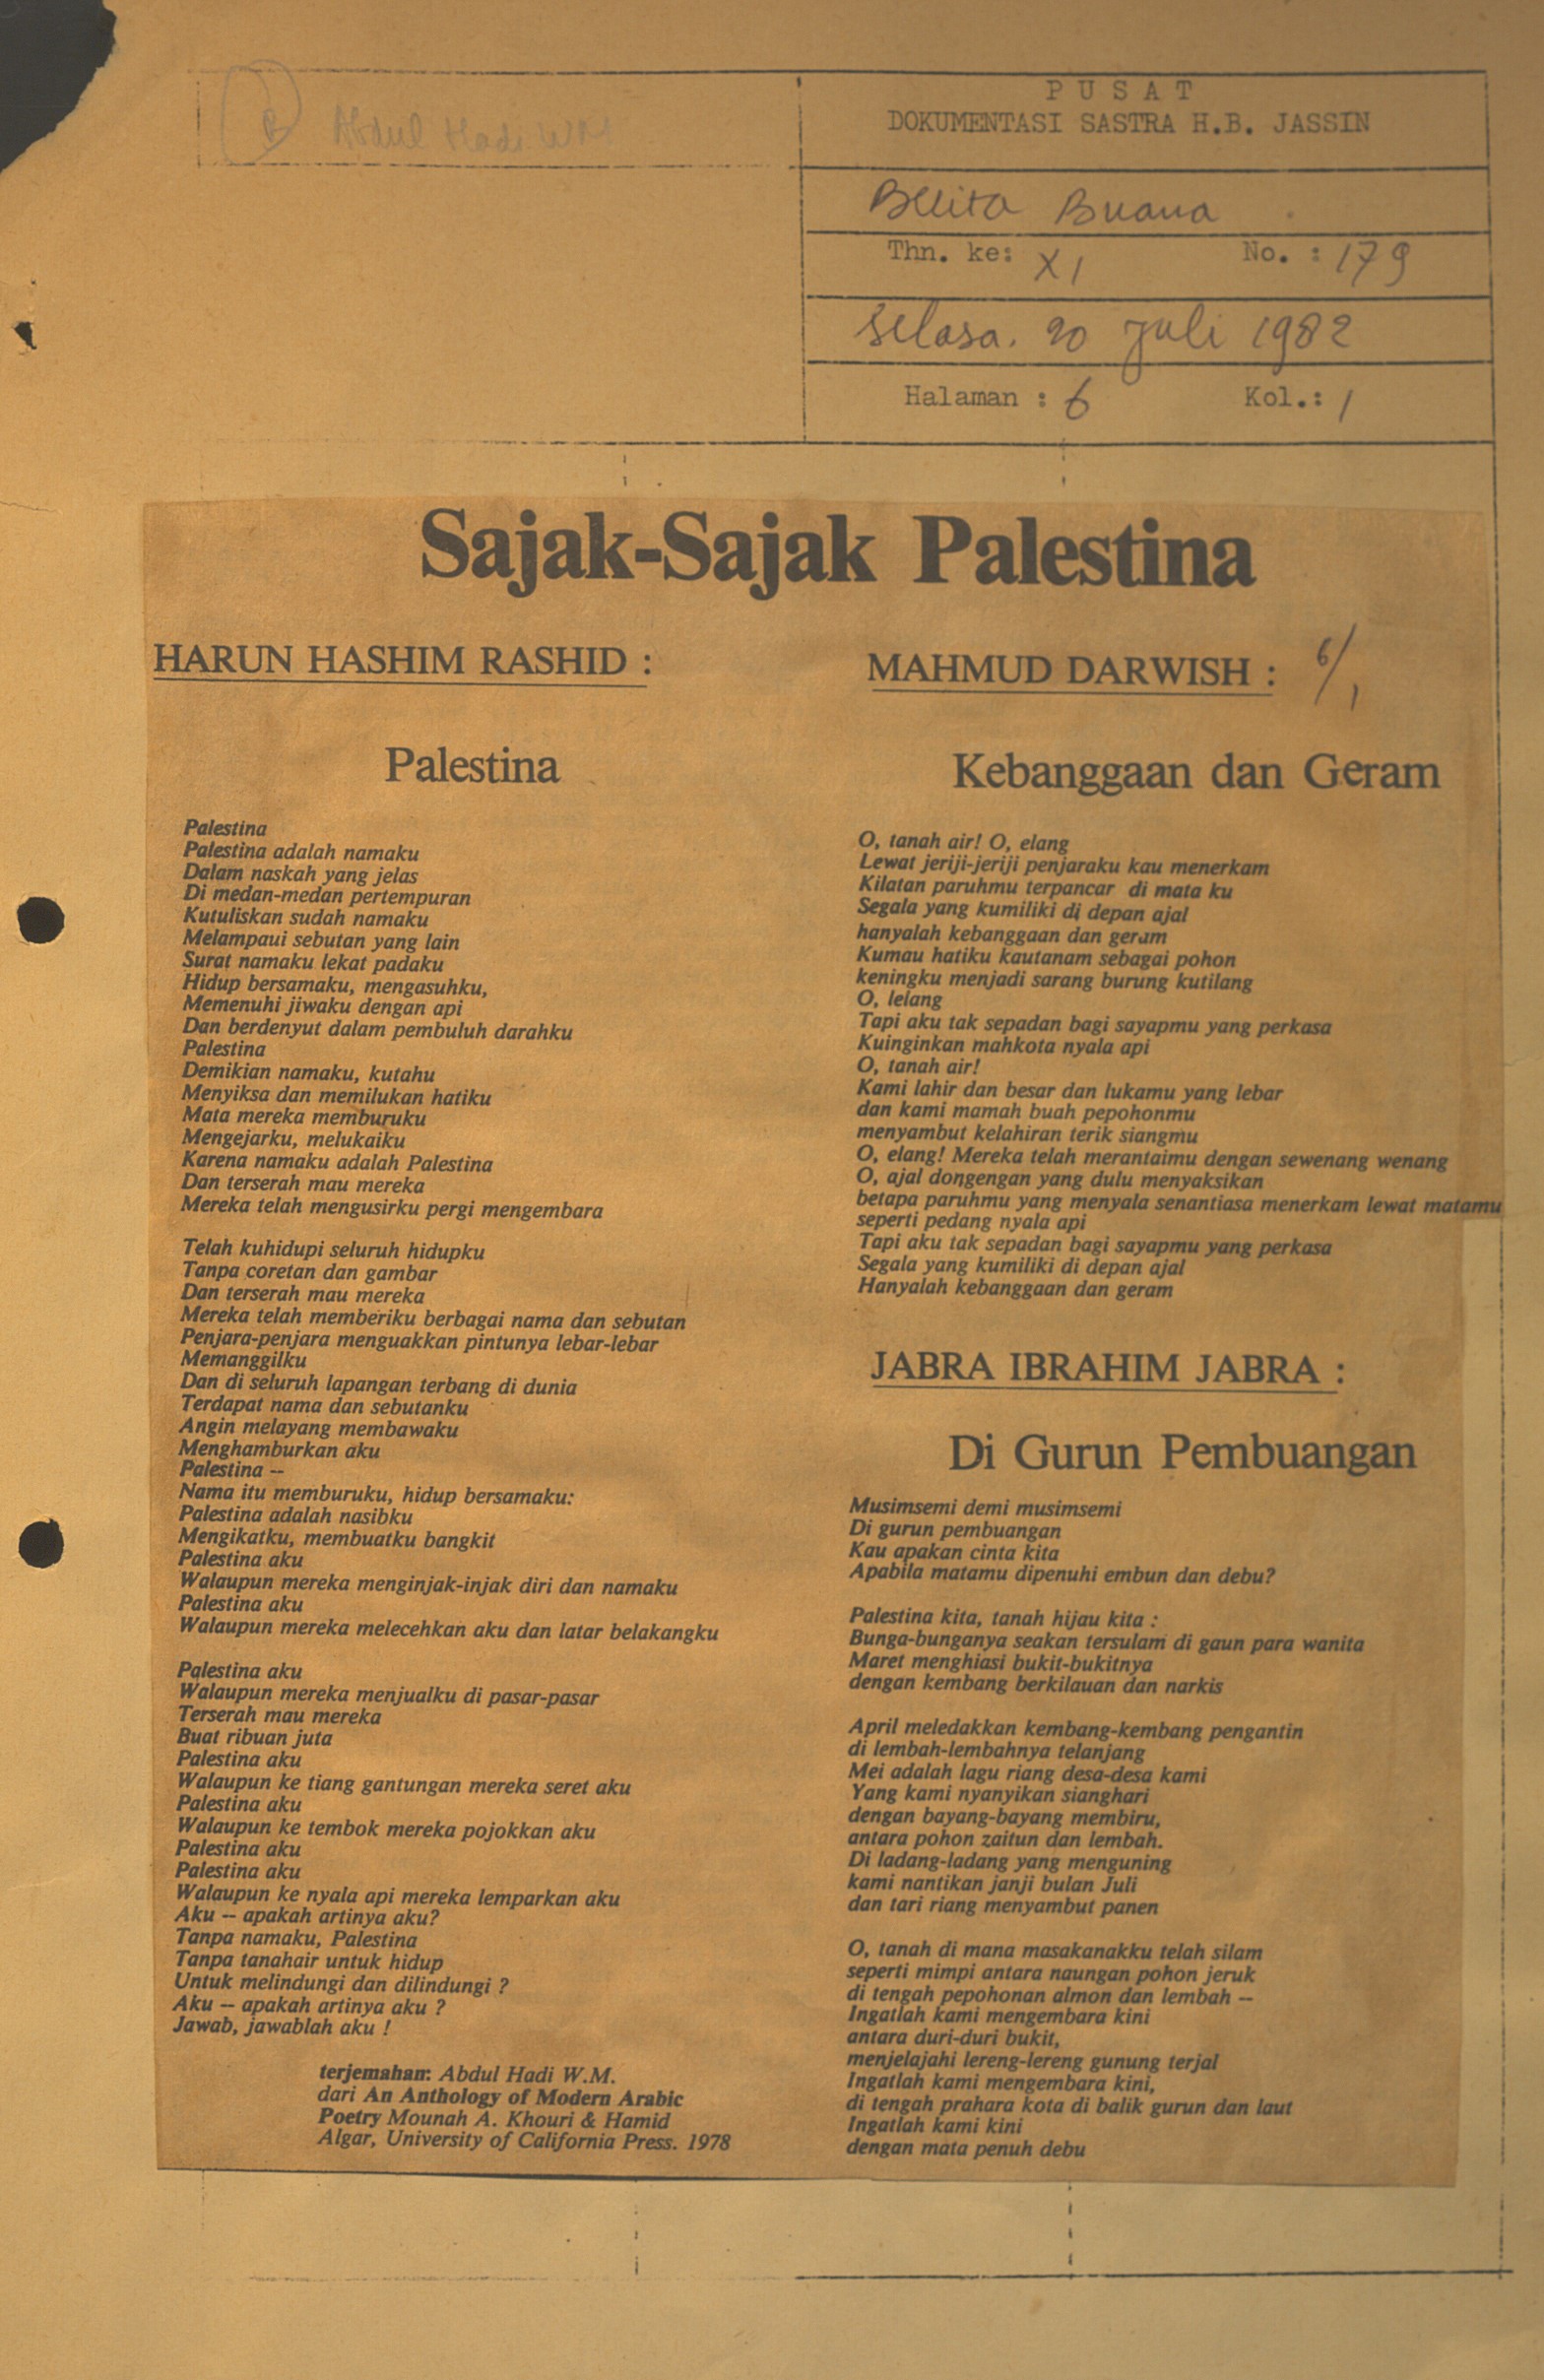 B
Abdul Hadi WM
PUSAT
DOKUMENTASI SASTRA H.B. JASSIN
Berita Buana
Thn. ke: XI No. : 179
Selasa. 20 Juli 1982
Halaman : 6 Kol.: 1
Sajak-Sajak Palestina
HARUN HASHIM RASHID :
Palestina
Palestina
Palestina adalah namaku
Dalam naskah yang jelas
Di medan-medan pertempuran
Kutuliskan sudah namaku
Melampaui sebutan yang lain
Surat namaku lekat padaku
Hidup bersamaku, mengasuhku,
Memenuhi jiwaku dengan api
Dan berdenyut dalam pembuluh darahku
Palestina
Demikian namaku, kutahu
Menyiksa dan memilukan hatiku
Mata mereka memburuku
Mengejarku, melukaiku
Karena namaku adalah Palestina
Dan terserah mau mereka
Mereka telah mengusirku pergi mengembara
Telah kuhidupi seluruh hidupku
Tanpa coretan dan gambar
Dan terserah mau mereka
Mereka telah memberiku berbagai nama dan sebutan
Penjara-penjara menguakkan pintunya lebar-lebar
Memanggilku
Dan di seluruh lapangan terbang di dunia
Terdapat nama dan sebutanku
Angin melayang membawaku
Menghamburkan aku
Palestina --
Nama itu memburuku, hidup bersamaku:
Palestina adalah nasibku
Mengikatku, membuatku bangkit
Palestina aku
Walaupun mereka menginjak-injak diri dan namaku
Palestina aku
Walaupun mereka melecehkan aku dan latar belakangku
Palestina aku
Walaupun mereka menjualku di pasar-pasar
Terserah mau mereka
Buat ribuan juta
Palestina aku
Walaupun ke tiang gantungan mereka seret aku
Palestina aku
Walaupun ke tembok mereka pojokkan aku
Palestina aku
Palestina aku
Walaupun ke nyala api mereka lemparkan aku
Aku -- apakah artinya aku?
Tanpa namaku, Palestina
Tanpa tanahair untuk hidup
Untuk melindungi dan dilindungi ?
Aku -- apakah artinya aku ?
Jawab, jawablah aku !
terjemahan: Abdul Hadi W.M.
dari An Anthology of Modern Arabic
Poetry Mounah A. Khouri & Hamid
Algar, University of California Press. 1978
MAHMUD DARWISH : 6/1
Kebanggaan dan Geram
O, tanah air! O, elang
Lewat jeriji-jeriji penjaraku kau menerkam
Kilatan paruhmu terpancar di mata ku
Segala yang kumiliki di depan ajal
hanyalah kebanggaan dan geram
Kumau hatiku kautanam sebagai pohon
keningku menjadi sarang burung kutilang
O, lelang
Tapi aku tak sepadan bagi sayapmu yang perkasa
Kuinginkan mahkota nyala api
O, tanah air!
Kami lahir dan besar dan lukamu yang lebar
dan kami mamah buah pepohonmu
menyambut kelahiran terik siangmu
O, elang! Mereka telah merantaimu dengan sewenang wenang
O, ajal dongengan yang dulu menyaksikan
betapa paruhmu yang menyala senantiasa menerkam lewat matamu
seperti pedang nyala api
Tapi aku tak sepadan bagi sayapmu yang perkasa
Segala yang kumiliki di depan ajal
Hanyalah kebanggaan dan geram
JABRA IBRAHIM JABRA :
Di Gurun Pembuangan
Musimsemi demi musimsemi
Di gurun pembuangan
Kau apakan cinta kita
Apabila matamu dipenuhi embun dan debu?
Palestina kita, tanah hijau kita :
Bunga-bunganya seakan tersulam di gaun para wanita
Maret menghiasi bukit-bukitnya
dengan kembang berkilauan dan narkis
April meledakkan kembang-kembang pengantin
di lembah-lembahnya telanjang
Mei adalah lagu riang desa-desa kami
Yang kami nyanyikan sianghari
dengan bayang-bayang membiru,
antara pohon zaitun dan lembah.
Di ladang-ladang yang menguning
kami nantikan janji bulan Juli
dan tari riang menyambut panen
O, tanah di mana masakanakku telah silam
seperti mimpi antara naungan pohon jeruk
di tengah pepohonan almon dan lembah --
Ingatlah kami mengembara kini
antara duri-duri bukit,
menjelajahi lereng-lereng gunung terjal
Ingatlah kami mengembara kini,
di tengah prahara kota di balik gurun dan laut
Ingatlah kami kini
dengan mata penuh debu